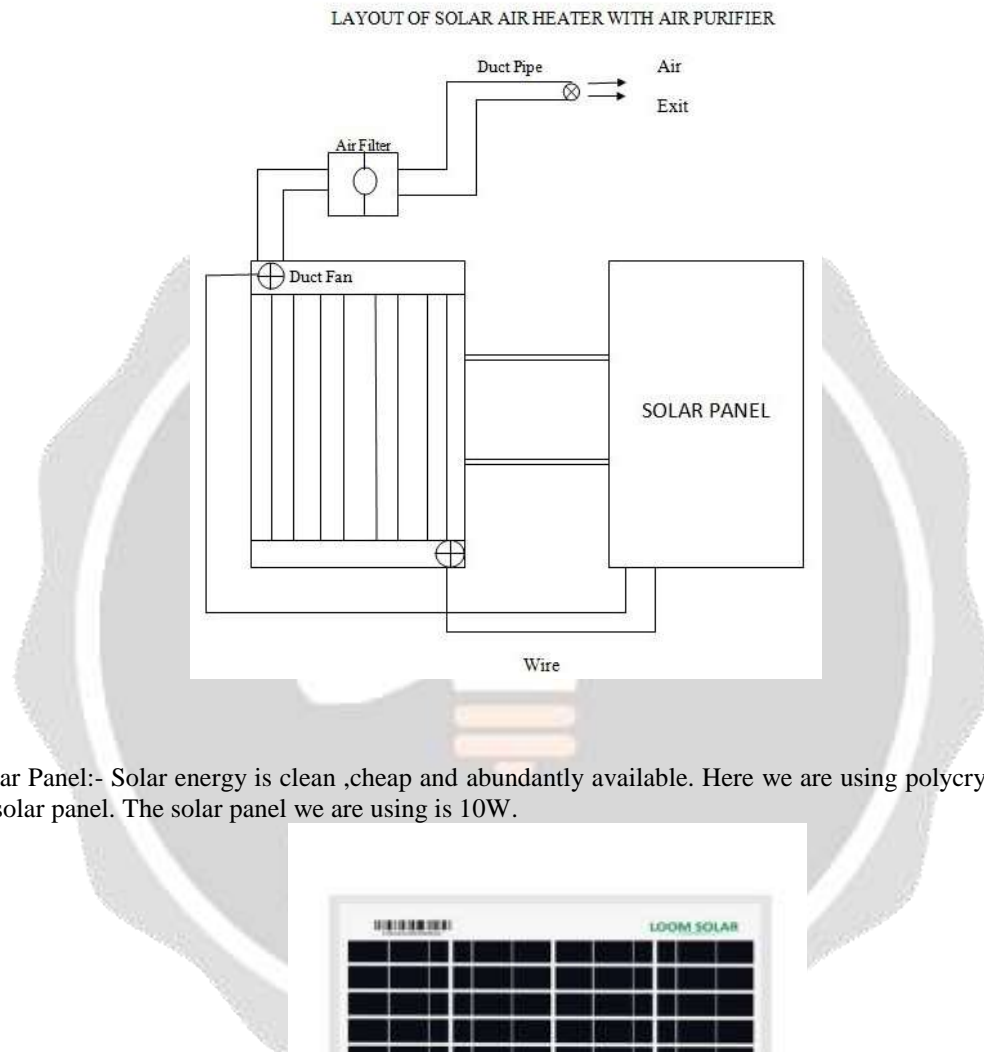 LAYOUT OF SOLAR AIR HEATER WITH AIR PURIFIER
Duct Pipe
Air
Exit
Air Filter
Duct Fan
SOLAR PANEL
Wire
ar Panel:- Solar energy is clean ,cheap and abundantly available. Here we are using polycry
solar panel. The solar panel we are using is 10W.
LOOM SOLAR